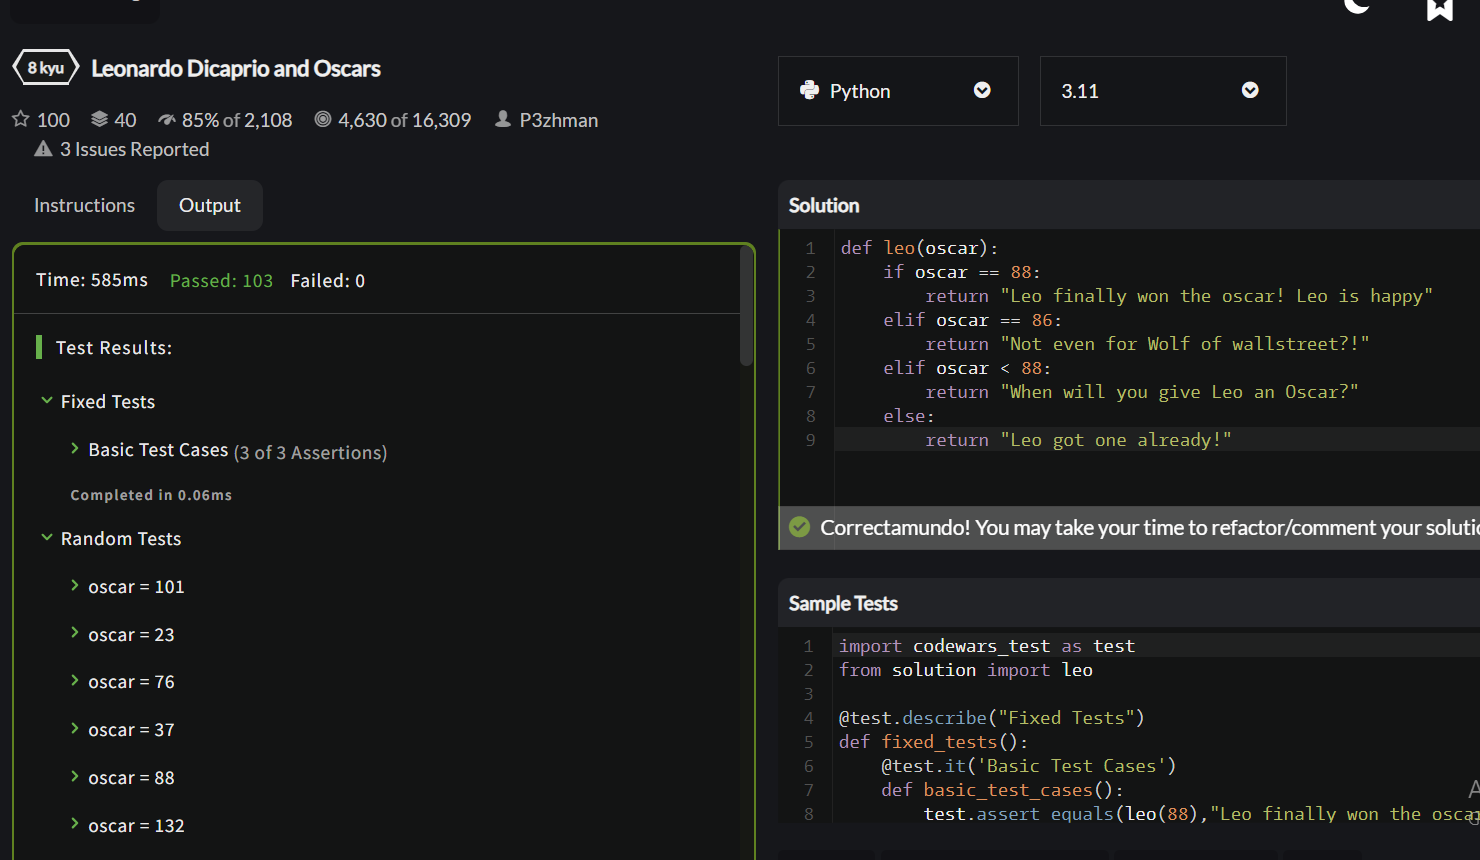 8 kyu Leonardo Dicaprio and Oscars
100 40 85% of 2,108 4,630 of 16,309 P3zhman
3 Issues Reported
Instructions Output
Time: 585ms Passed: 103 Failed: 0
Test Results:
Fixed Tests
Basic Test Cases (3 of 3 Assertions)
Completed in 0.06ms
Random Tests
oscar = 101
oscar = 23
oscar = 76
oscar = 37
oscar = 88
oscar = 132
Python 3.11
Solution
1 def leo(oscar):
2 if oscar == 88:
3 return "Leo finally won the oscar! Leo is happy"
4 elif oscar == 86:
5 return "Not even for Wolf of wallstreet?!"
6 elif oscar < 88:
7 return "When will you give Leo an Oscar?"
8 else:
9 return "Leo got one already!"
Correctamundo! You may take your time to refactor/comment your
Sample Tests
1 import codewars_test as test
2 from solution import leo
3
4 @test.describe("Fixed Tests")
5 def fixed_tests():
6 @test.it('Basic Test Cases')
7 def basic_test_cases():
8 test.assert_equals(leo(88),"Leo finally won the